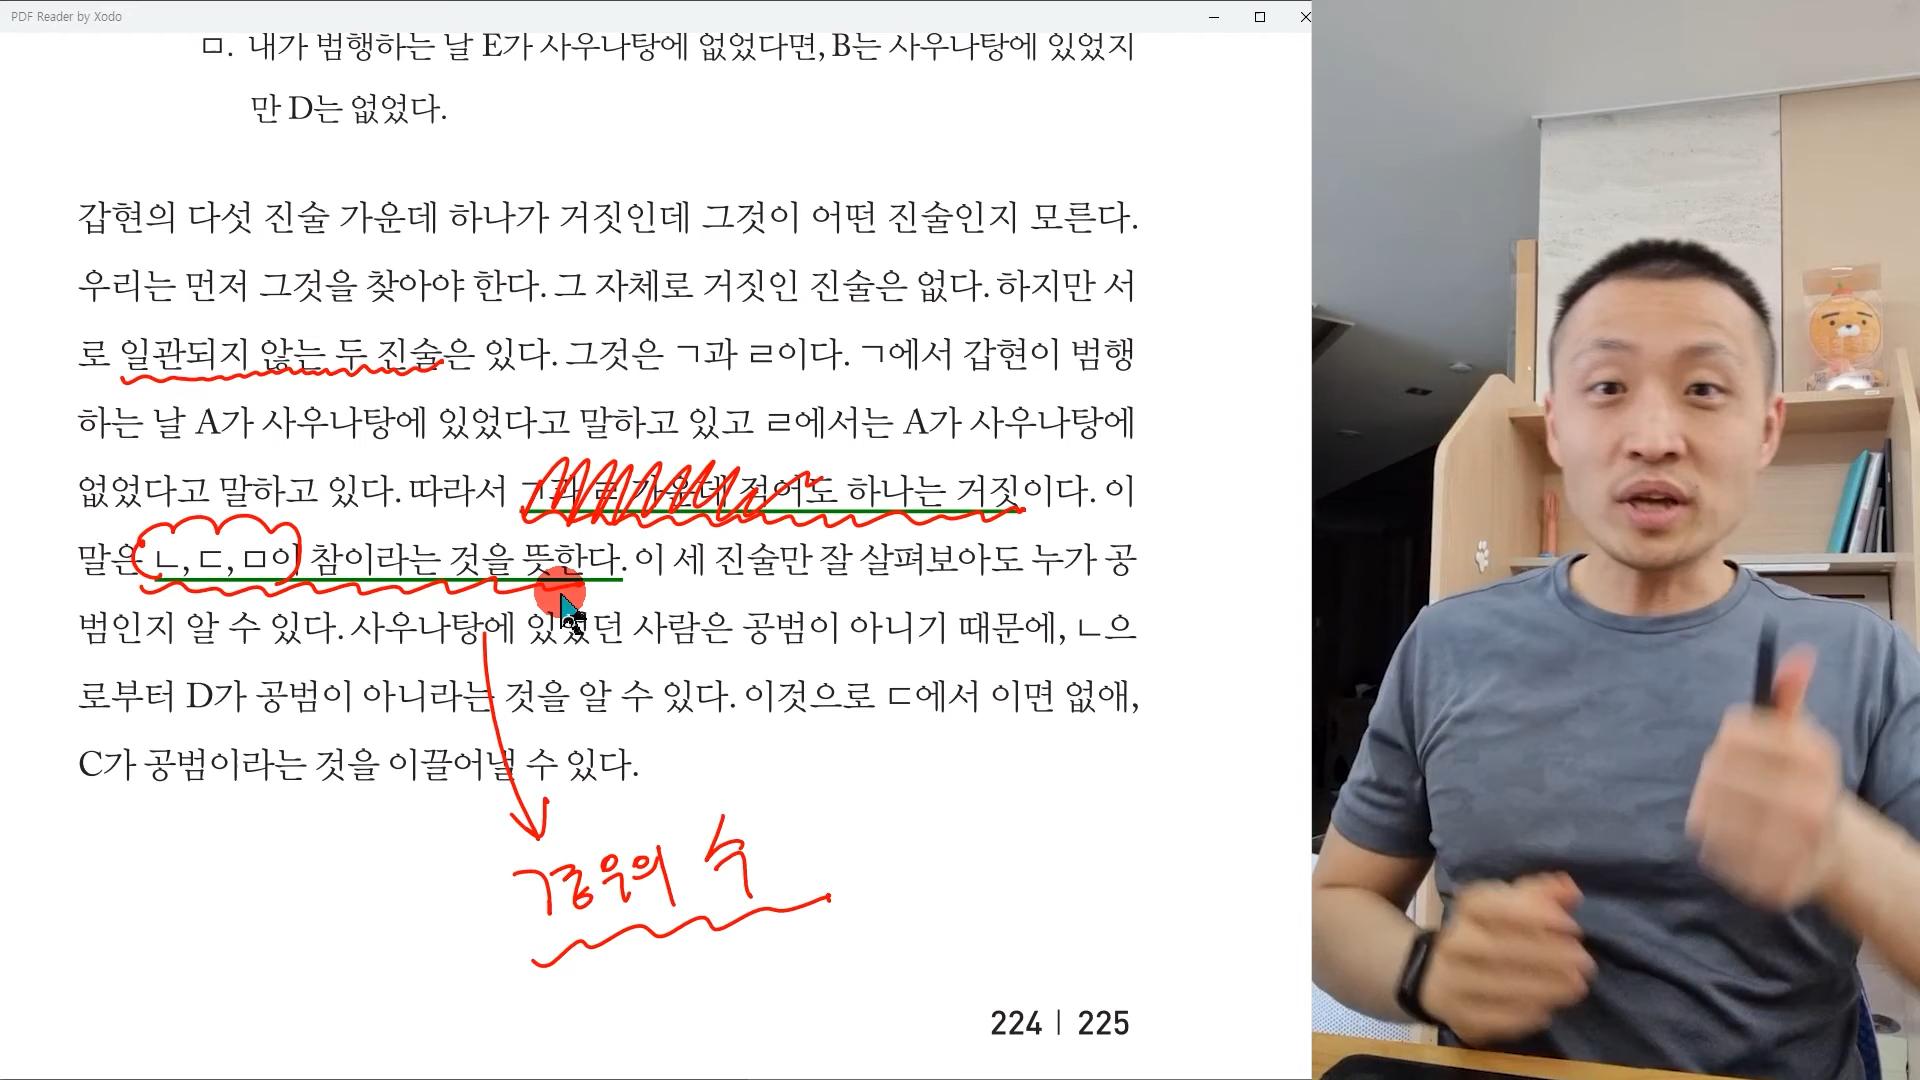 PDF Reader by Xodo
ㅁ. 내가 범행하는 날 E가 사우나탕에 없었다면, B는 사우나탕에 있었지
만 D는 없었다.
갑현의 다섯 진술 가운데 하나가 거짓인데 그것이 어떤 진술인지 모른다.
우리는 먼저 그것을 찾아야 한다. 그 자체로 거짓인 진술은 없다. 하지만 서
로 일관되지 않는 두 진술은 있다. 그것은 ㄱ과 ㄹ이다. ㄱ에서 갑현이 범행
하는 날 A가 사우나탕에 있었다고 말하고 있고 ㄹ에서는 A가 사우나탕에
없었다고 말하고 있다. 따라서 ㄱ과 ㄹ 가운데 적어도 하나는 거짓이다. 이
말은 ㄴ, ㄷ, ㅁ이 참이라는 것을 뜻한다. 이 세 진술만 잘 살펴보아도 누가 공
범인지 알 수 있다. 사우나탕에 있었던 사람은 공범이 아니기 때문에, ㄴ으
로부터 D가 공범이 아니라는 것을 알 수 있다. 이것으로 ㄷ에서 이면 없애,
C가 공범이라는 것을 이끌어낼 수 있다.
경우의 수
224 | 225